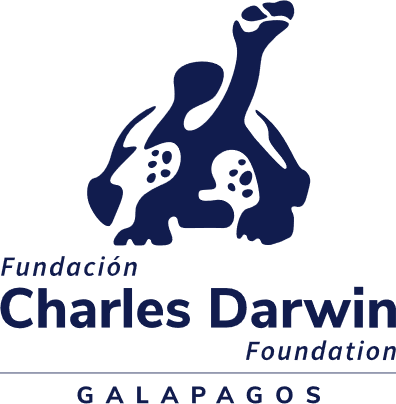 Fundación
Charles Darwin
Foundation
GALAPAGOS